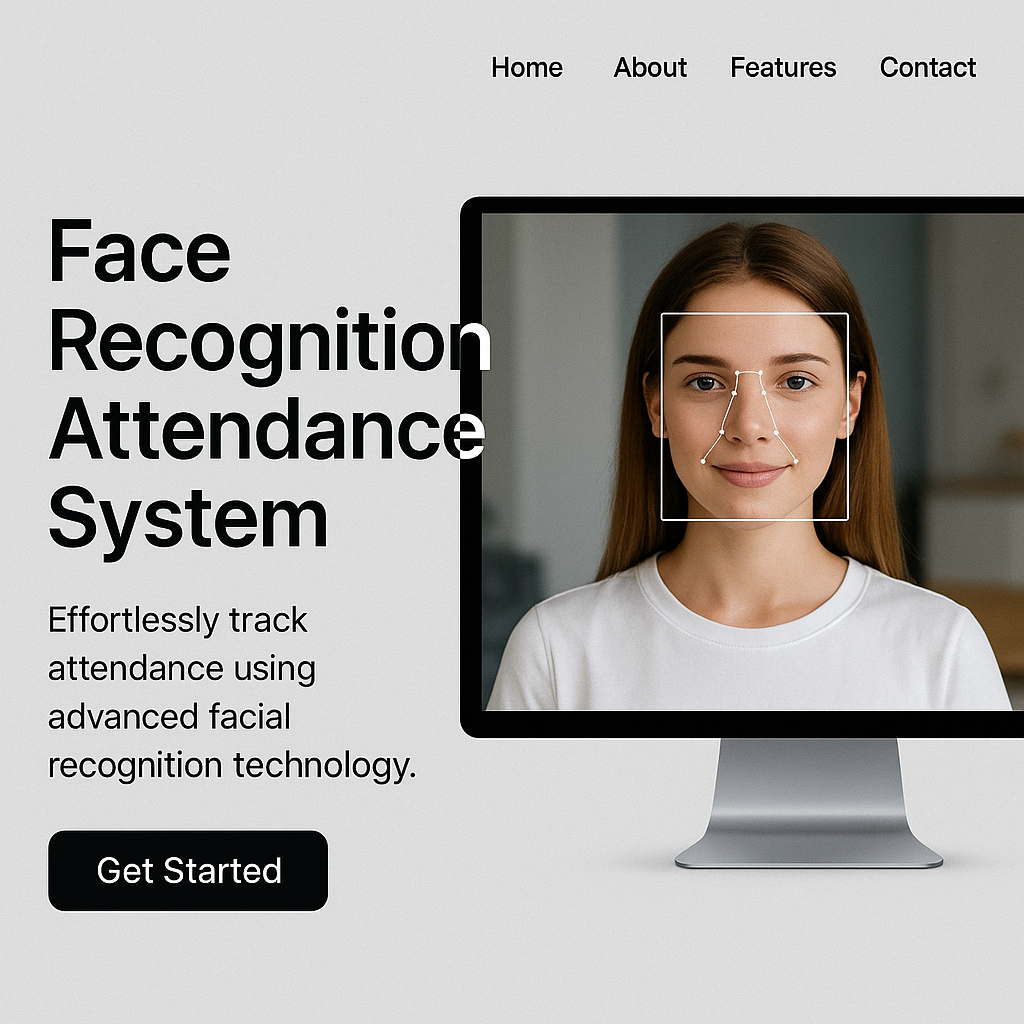 Home About Features Contact
Face
Recognition
Attendance
System
Effortlessly track
attendance using
advanced facial
recognition technology.
Get Started